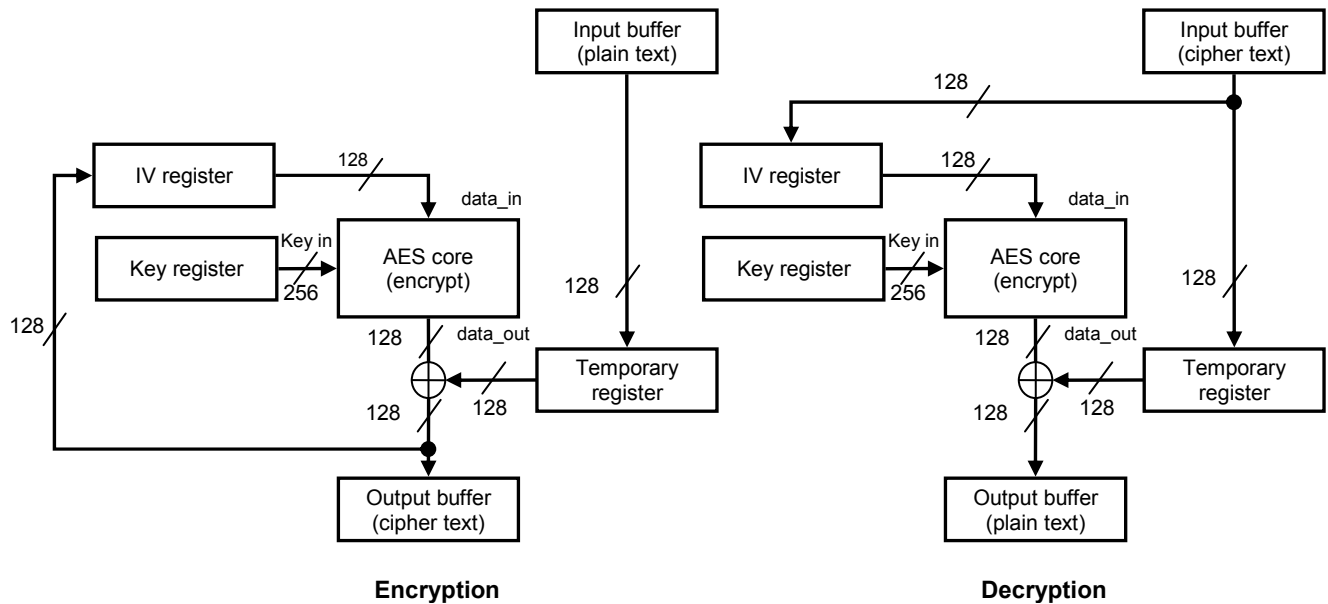 Input buffer
(plain text)
128
IV register
128
data_in
Key register
Key in
256
AES core
(encrypt)
128
128
128
data_out
Temporary
register
128
128
Output buffer
(cipher text)
Encryption
Input buffer
(cipher text)
128
IV register
128
data_in
Key register
Key in
256
AES core
(encrypt)
128
128
data_out
Temporary
register
128
128
Output buffer
(plain text)
Decryption